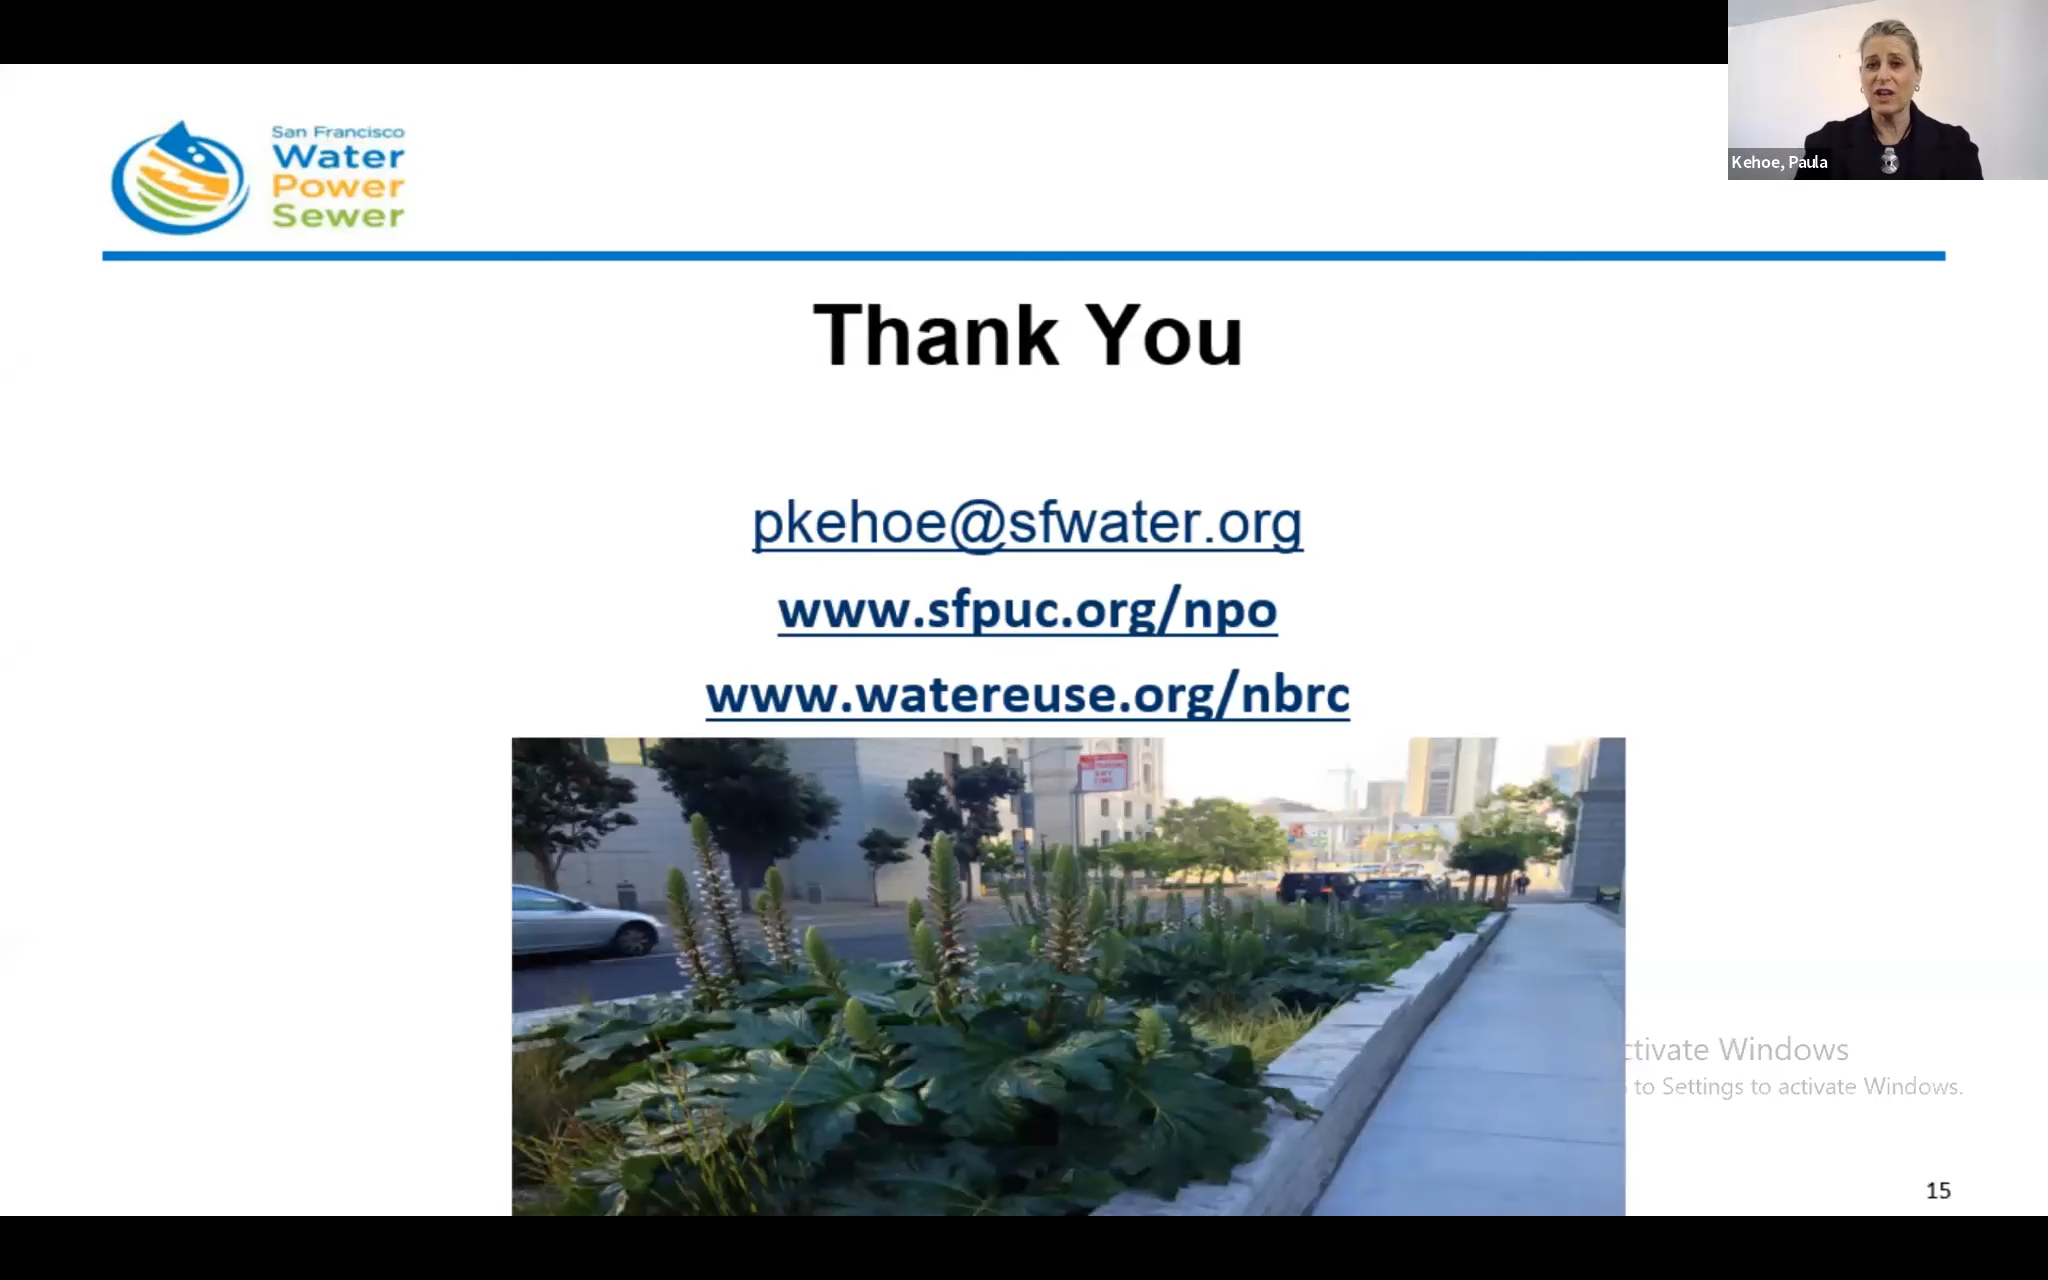 San Francisco
Water
Power
Sewer
Kehoe, Paula
Thank You
pkehoe@sfwater.org
www.sfpuc.org/npo
www.watereuse.org/nbrc
ctivate Windows
to Settings to activate Windows.
15